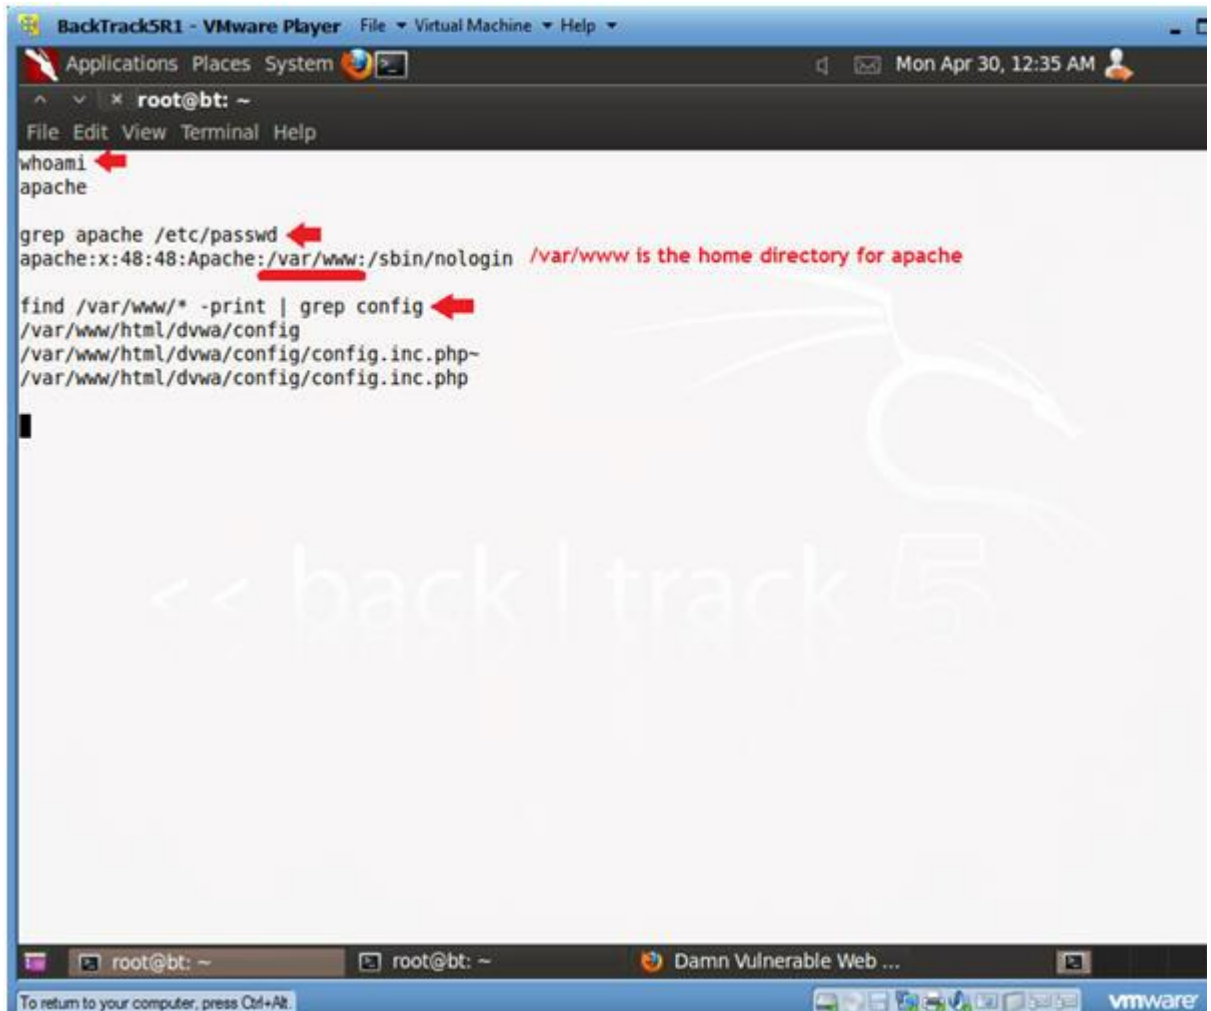 BackTrack5R1 - VMware Player File Virtual Machine Help
Applications Places System Mon Apr 30, 12:35 AM
root@bt: ~
File Edit View Terminal Help
whoami
apache
grep apache /etc/passwd
apache:x:48:48:Apache:/var/www:/sbin/nologin /var/www is the home directory for apache
find /var/www/* -print | grep config
/var/www/html/dvwa/config
/var/www/html/dvwa/config/config.inc.php~
/var/www/html/dvwa/config/config.inc.php
<< back | track 5
root@bt: ~ root@bt: ~ Damn Vulnerable Web ...
To return to your computer, press Ctrl+Alt. vmware